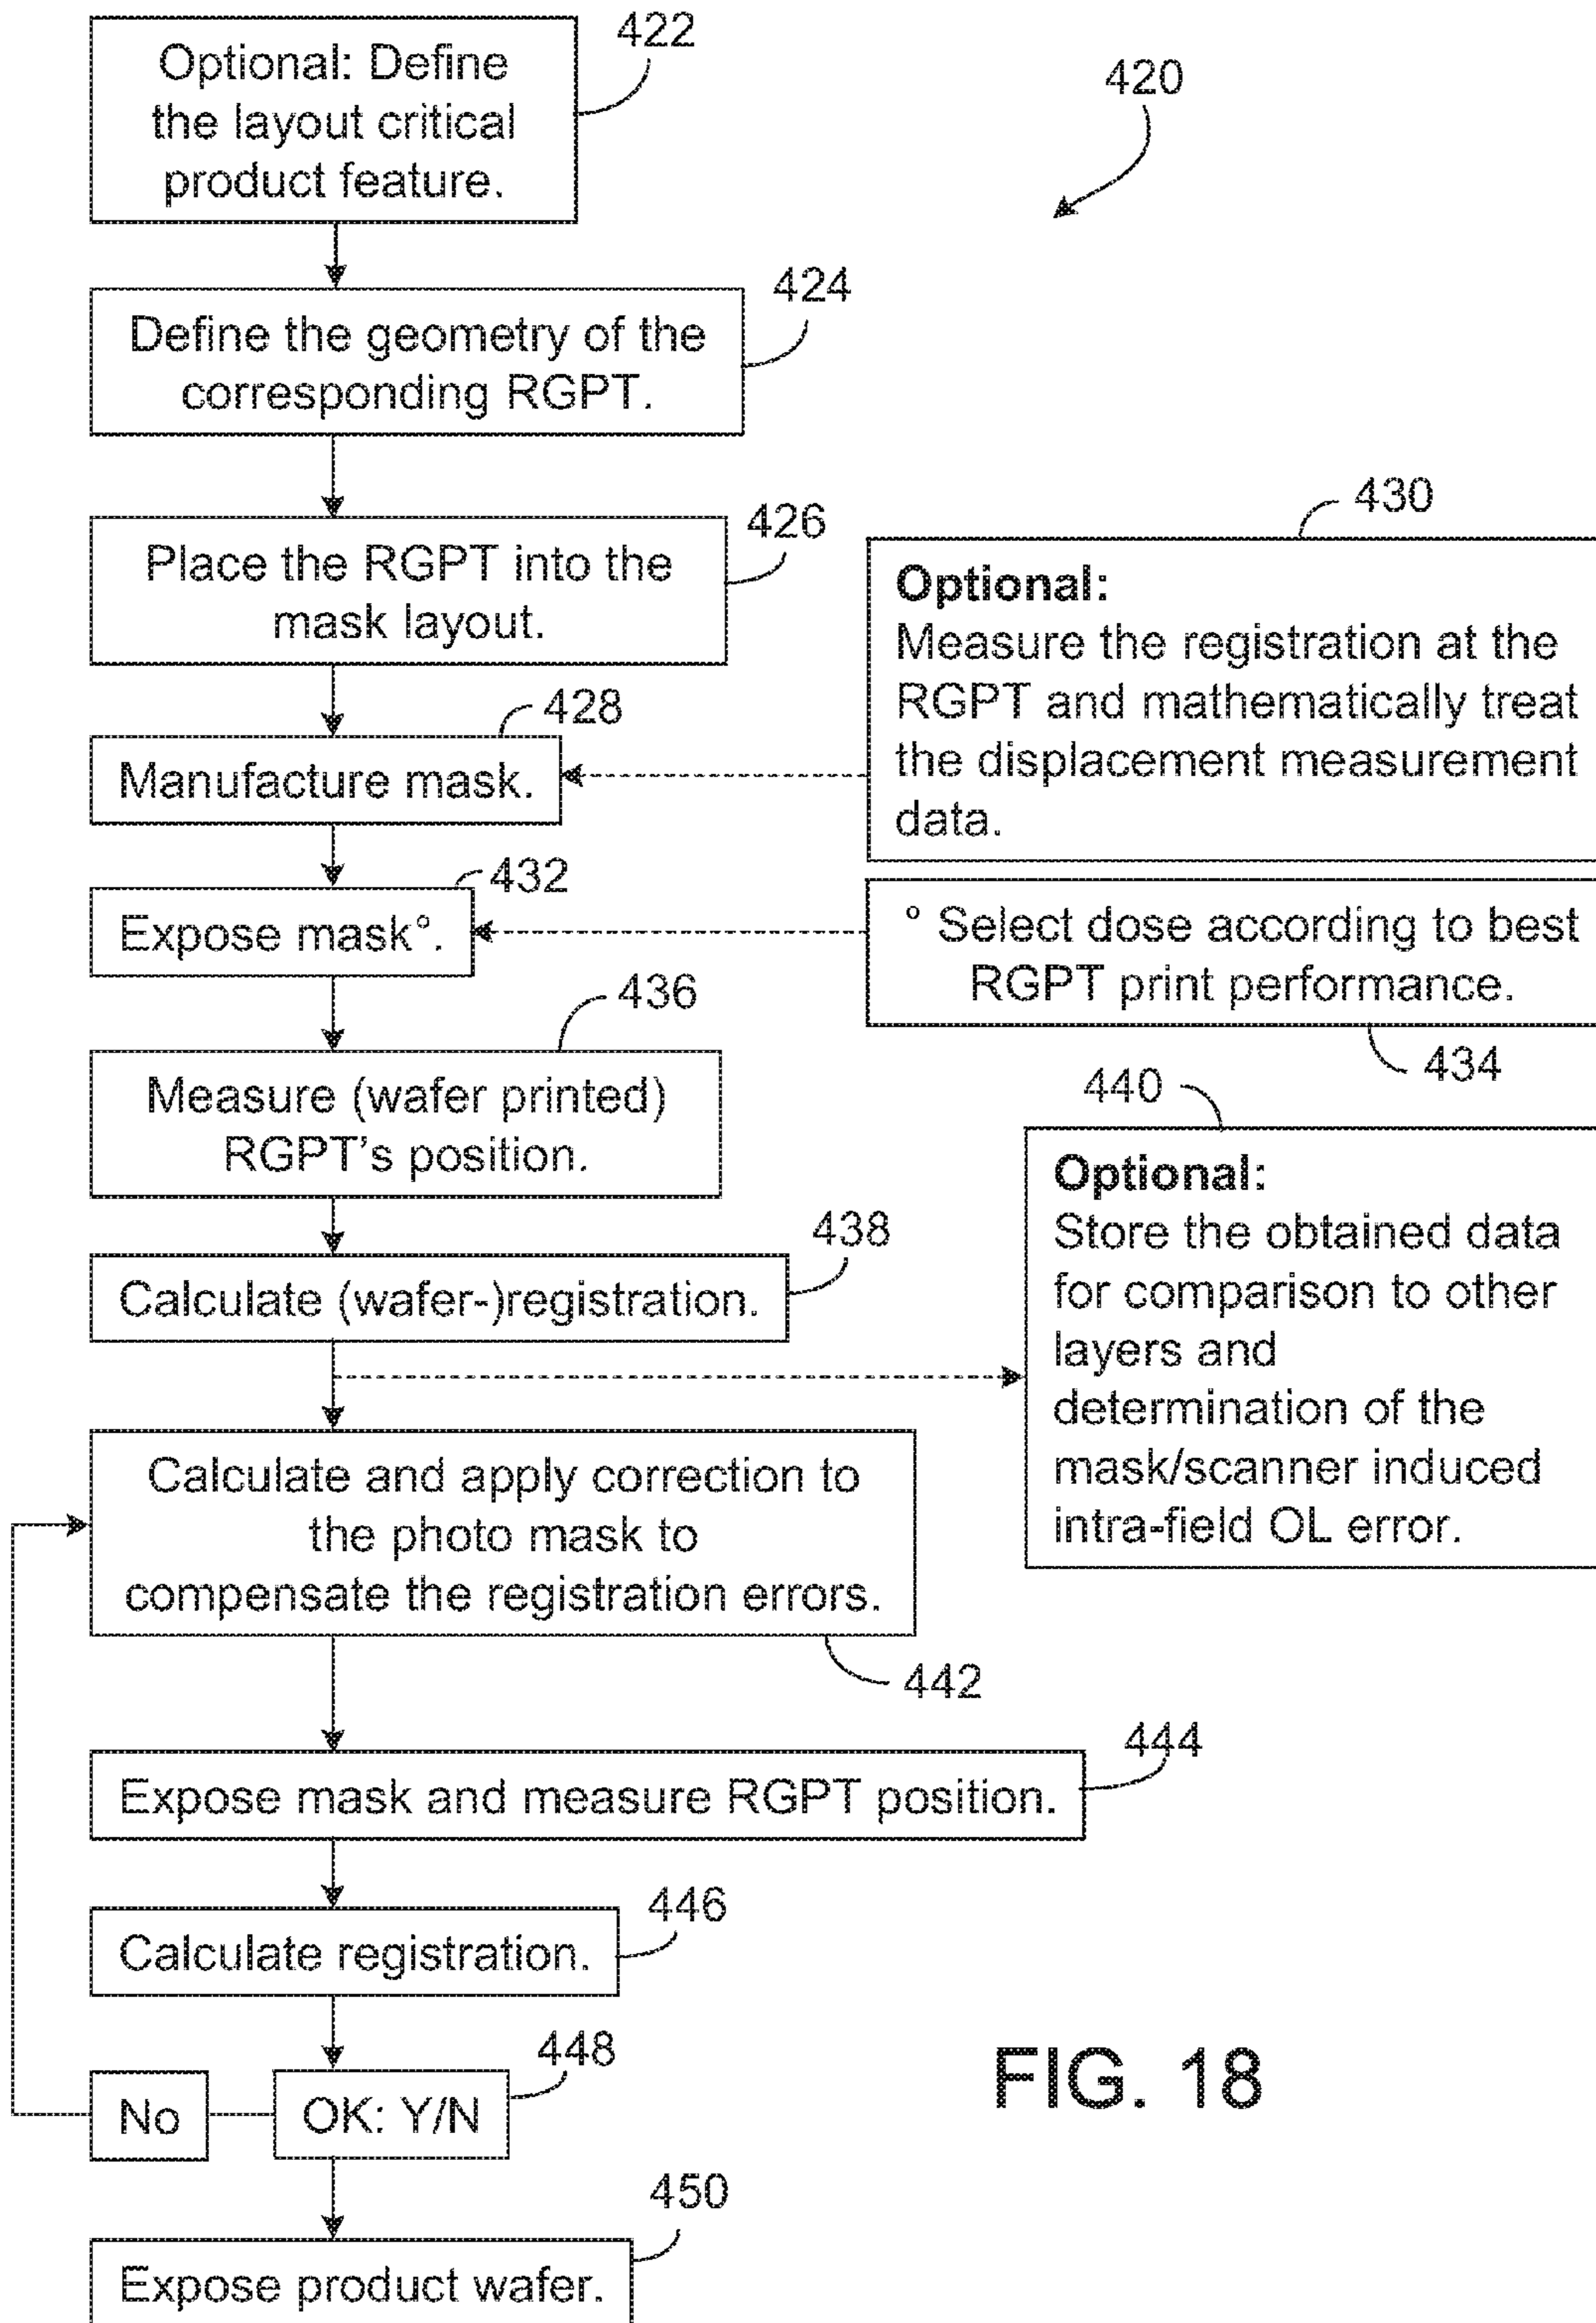 422
Optional: Define
the layout critical
product feature.
420
424
Define the geometry of the
corresponding RGPT.
426
Place the RGPT into the
mask layout.
430
Optional:
Measure the registration at the
RGPT and mathematically treat
the displacement measurement
data.
428
Manufacture mask.
432
Expose mask°.
° Select dose according to best
RGPT print performance.
434
436
Measure (wafer printed)
RGPT's position.
438
Calculate (wafer-)registration.
440
Optional:
Store the obtained data
for comparison to other
layers and
determination of the
mask/scanner induced
intra-field OL error.
Calculate and apply correction to
the photo mask to
compensate the registration errors.
442
444
Expose mask and measure RGPT position.
446
Calculate registration.
448
No
OK: Y/N
450
Expose product wafer.
FIG. 18